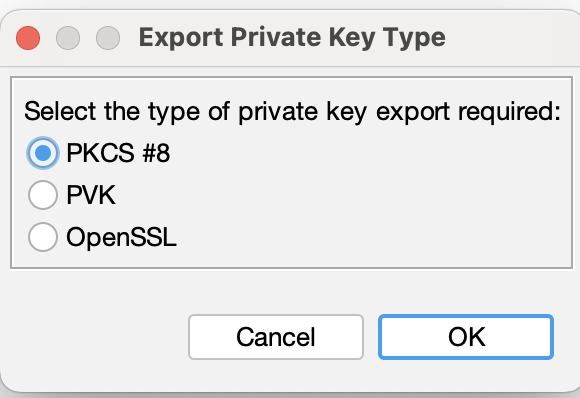 Export Private Key Type
Select the type of private key export required:
PKCS #8
PVK
OpenSSL
Cancel OK